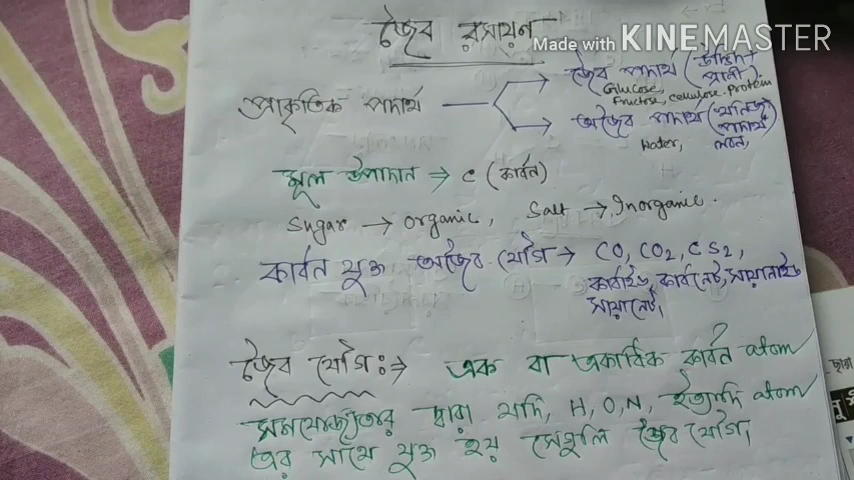 জৈব রসায়ন
Made with KINEMASTER
প্রাকৃতিক পদার্থ
জৈব পদার্থ (উদ্ভিদ, প্রাণী)
Glucose, Fructose, cellulose, Protein
অজৈব পদার্থ (খনিজ পদার্থ)
Water, লবন,
মূল উপাদান ⇒ C (কার্বন)
Sugar → Organic, Salt → Inorganic.
কার্বন যুক্ত অজৈব যৌগ → CO, CO2, CS2,
কার্বাইড, কার্বনেট, সায়ানাইড
সায়ানেট,
জৈব যৌগ :⇒ এক বা একাধিক কার্বন atom
সমযোজ্যতার দ্বারা যদি, H, O, N, ইত্যাদি atom
এর সাথে যুক্ত হয় সেগুলি জৈব যৌগ,